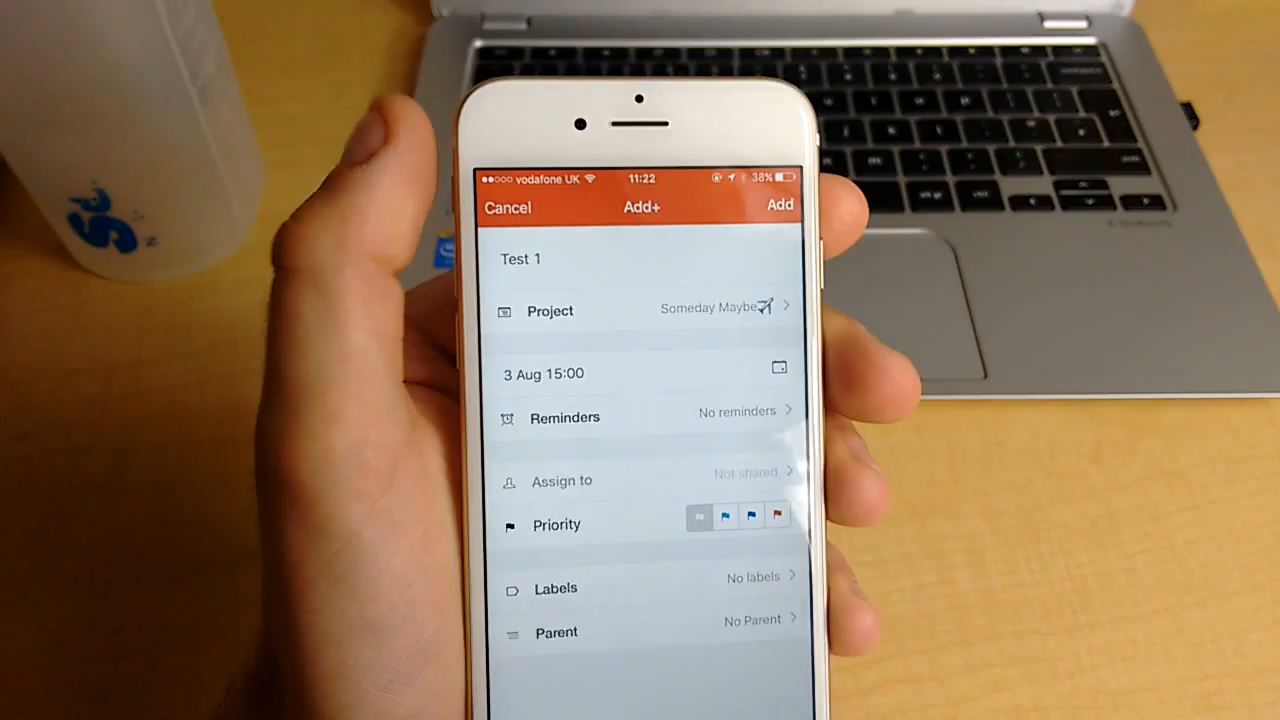 vodafone UK 11:22 38%
Cancel Add+ Add
Test 1
Project Someday Maybe
3 Aug 15:00
Reminders No reminders
Assign to Not shared
Priority
Labels No labels
Parent No Parent